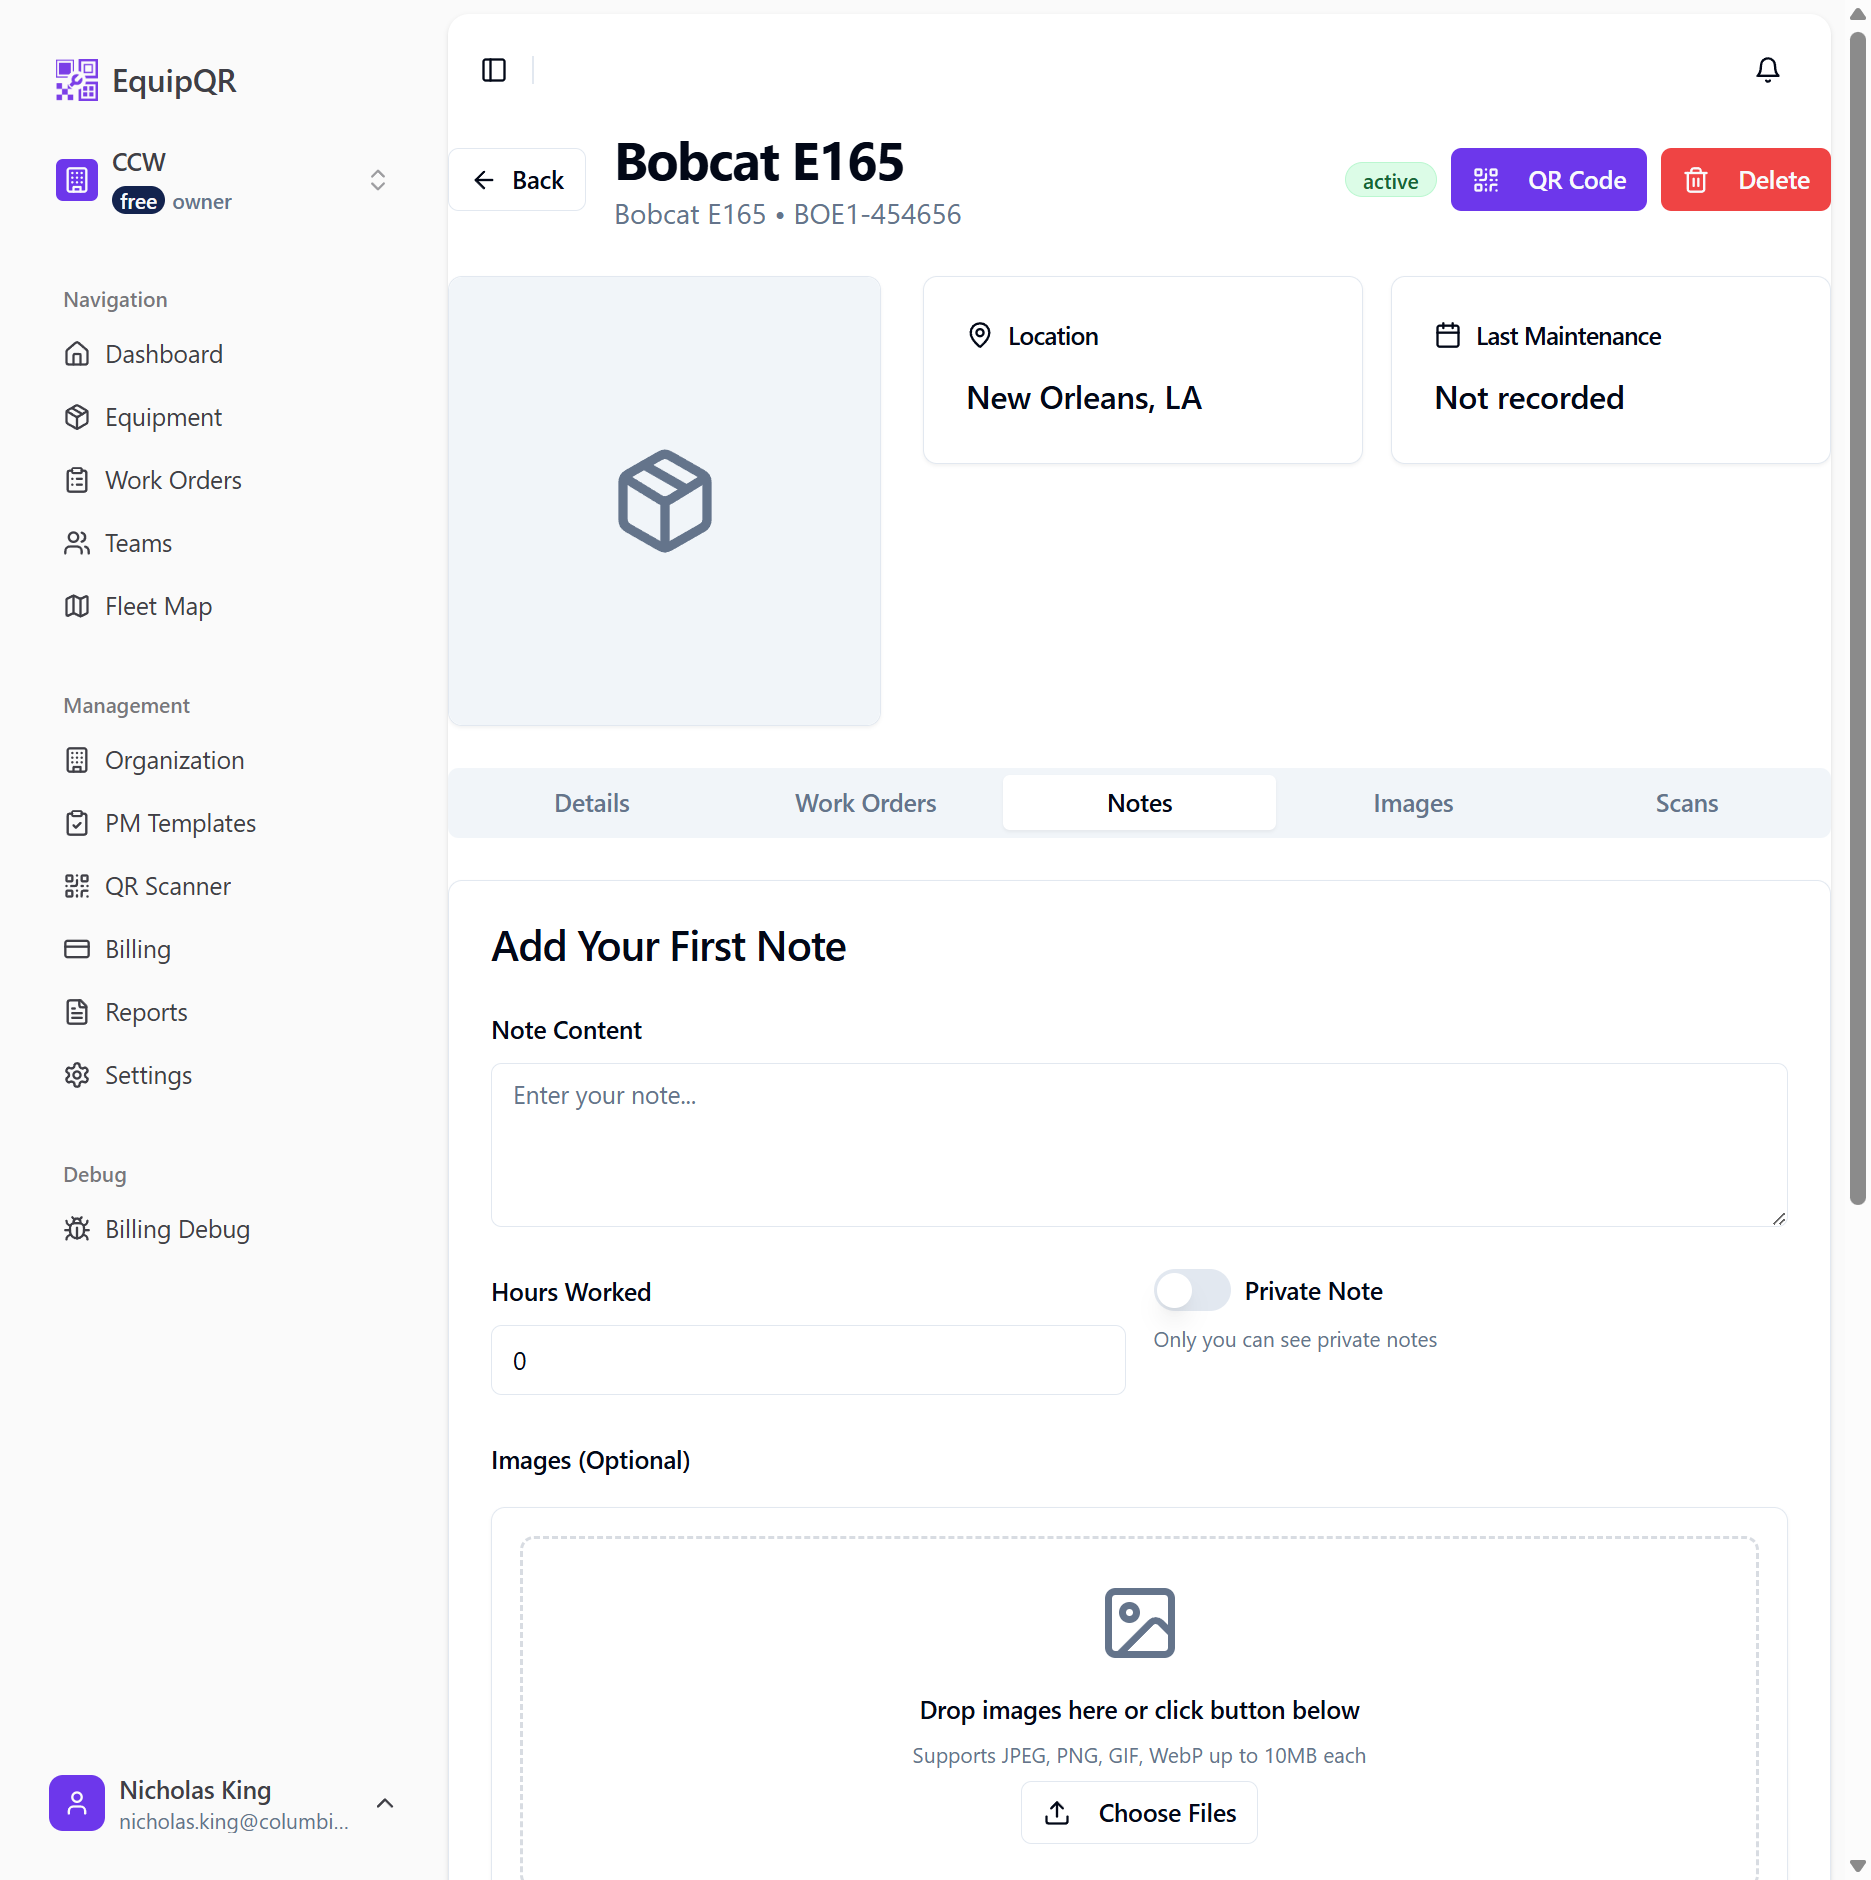 EquipQR
CCW
free owner
Navigation
Dashboard
Equipment
Work Orders
Teams
Fleet Map
Management
Organization
PM Templates
QR Scanner
Billing
Reports
Settings
Debug
Billing Debug
Nicholas King
nicholas.king@columbi...
Back
Bobcat E165
Bobcat E165 • BOE1-454656
active
QR Code
Delete
Location
New Orleans, LA
Last Maintenance
Not recorded
Details
Work Orders
Notes
Images
Scans
Add Your First Note
Note Content
Enter your note...
Hours Worked
0
Private Note
Only you can see private notes
Images (Optional)
Drop images here or click button below
Supports JPEG, PNG, GIF, WebP up to 10MB each
Choose Files